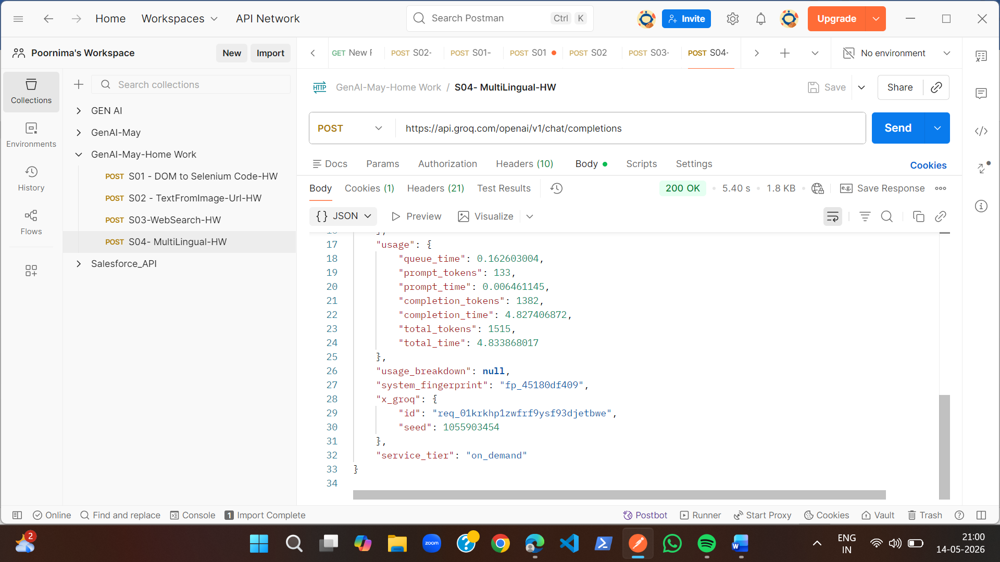 Home
Workspaces
API Network
Search Postman
Ctrl
K
Invite
Upgrade
Poornima's Workspace
New
Import
GET New F
POST S02-
POST S01-
POST S01
POST S02
POST S03-
POST S04-
No environment
Collections
Environments
History
Flows
Search collections
GEN AI
GenAI-May
GenAI-May-Home Work
POST S01 - DOM to Selenium Code-HW
POST S02 - TextFromImage-Url-HW
POST S03-WebSearch-HW
POST S04- MultiLingual-HW
Salesforce_API
HTTP GenAI-May-Home Work / S04- MultiLingual-HW
Save
Share
POST
https://api.groq.com/openai/v1/chat/completions
Send
Docs
Params
Authorization
Headers (10)
Body
Scripts
Settings
Cookies
Body
Cookies (1)
Headers (21)
Test Results
200 OK
5.40 s
1.8 KB
e.g. Save Response
{} JSON
Preview
Visualize
17 "usage": {
18 "queue_time": 0.162603004,
19 "prompt_tokens": 133,
20 "prompt_time": 0.006461145,
21 "completion_tokens": 1382,
22 "completion_time": 4.827406872,
23 "total_tokens": 1515,
24 "total_time": 4.833868017
25 },
26 "usage_breakdown": null,
27 "system_fingerprint": "fp_45180df409",
28 "x_groq": {
29 "id": "req_01krkhp1zwfrf9ysf93djetbwe",
30 "seed": 1055903454
31 },
32 "service_tier": "on_demand"
33 }
34
Online
Find and replace
Console
1 Import Complete
Postbot
Runner
Start Proxy
Cookies
Vault
Trash
2
zoom
W
ENG
IN
21:00
14-05-2026